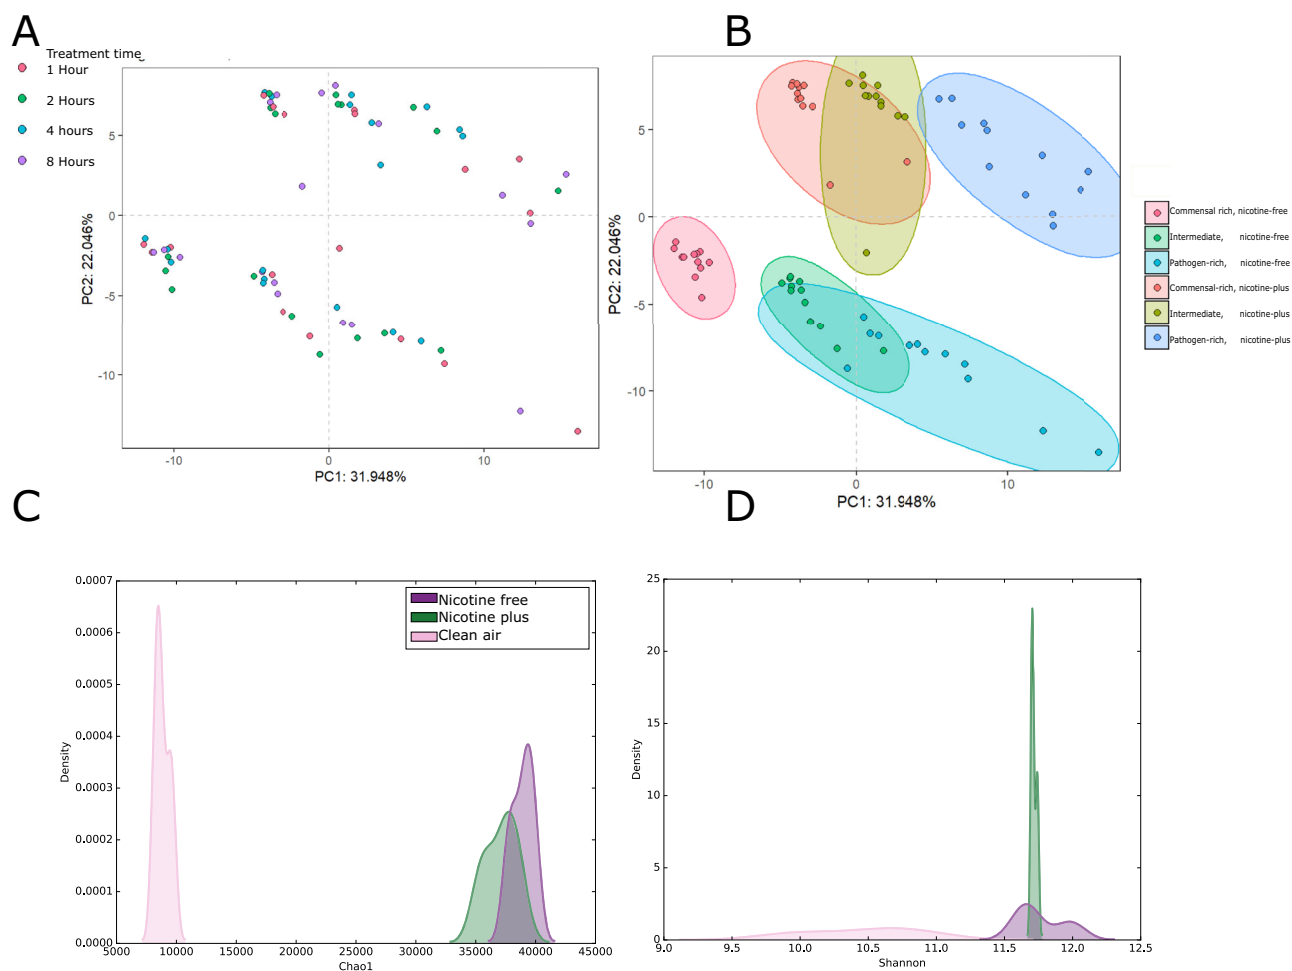 A
B
Treatment time
1 Hour
2 Hours
4 hours
8 Hours
5
0
-5
-10
PC2: 22.046%
-10
0
10
PC1: 31.948%
5
0
-5
-10
PC2: 22.046%
-10
0
10
PC1: 31.948%
Commensal rich, nicotine-free
Intermediate, nicotine-free
Pathogen-rich, nicotine-free
Commensal-rich, nicotine-plus
Intermediate, nicotine-plus
Pathogen-rich, nicotine-plus
C
D
0.0007
0.0006
0.0005
0.0004
0.0003
0.0002
0.0001
0.0000
Density
5000 10000 15000 20000 25000 30000 35000 40000 45000
Chao1
Nicotine free
Nicotine plus
Clean air
25
20
15
10
5
0
Density
9.0 9.5 10.0 10.5 11.0 11.5 12.0 12.5
Shannon